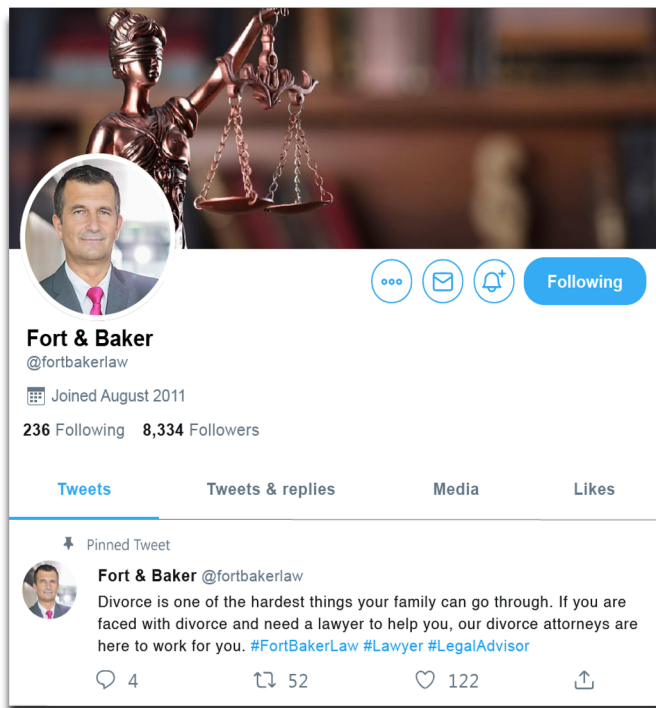 Following
Fort & Baker
@fortbakerlaw
Joined August 2011
236 Following 8,334 Followers
Tweets Tweets & replies Media Likes
Pinned Tweet
Fort & Baker @fortbakerlaw
Divorce is one of the hardest things your family can go through. If you are
faced with divorce and need a lawyer to help you, our divorce attorneys are
here to work for you. #FortBakerLaw #Lawyer #LegalAdvisor
4 52 122